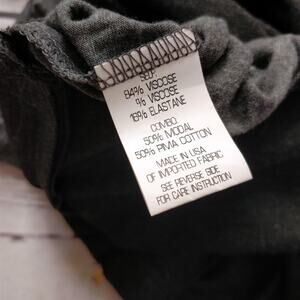 SELF
84% VISCOSE
% VISCOSE
16% ELASTANE
COMBO
50% MODAL
50% PIMA COTTON
MADE IN USA
OF IMPORTED FABRIC
SEE REVERSE SIDE
FOR CARE INSTRUCTION